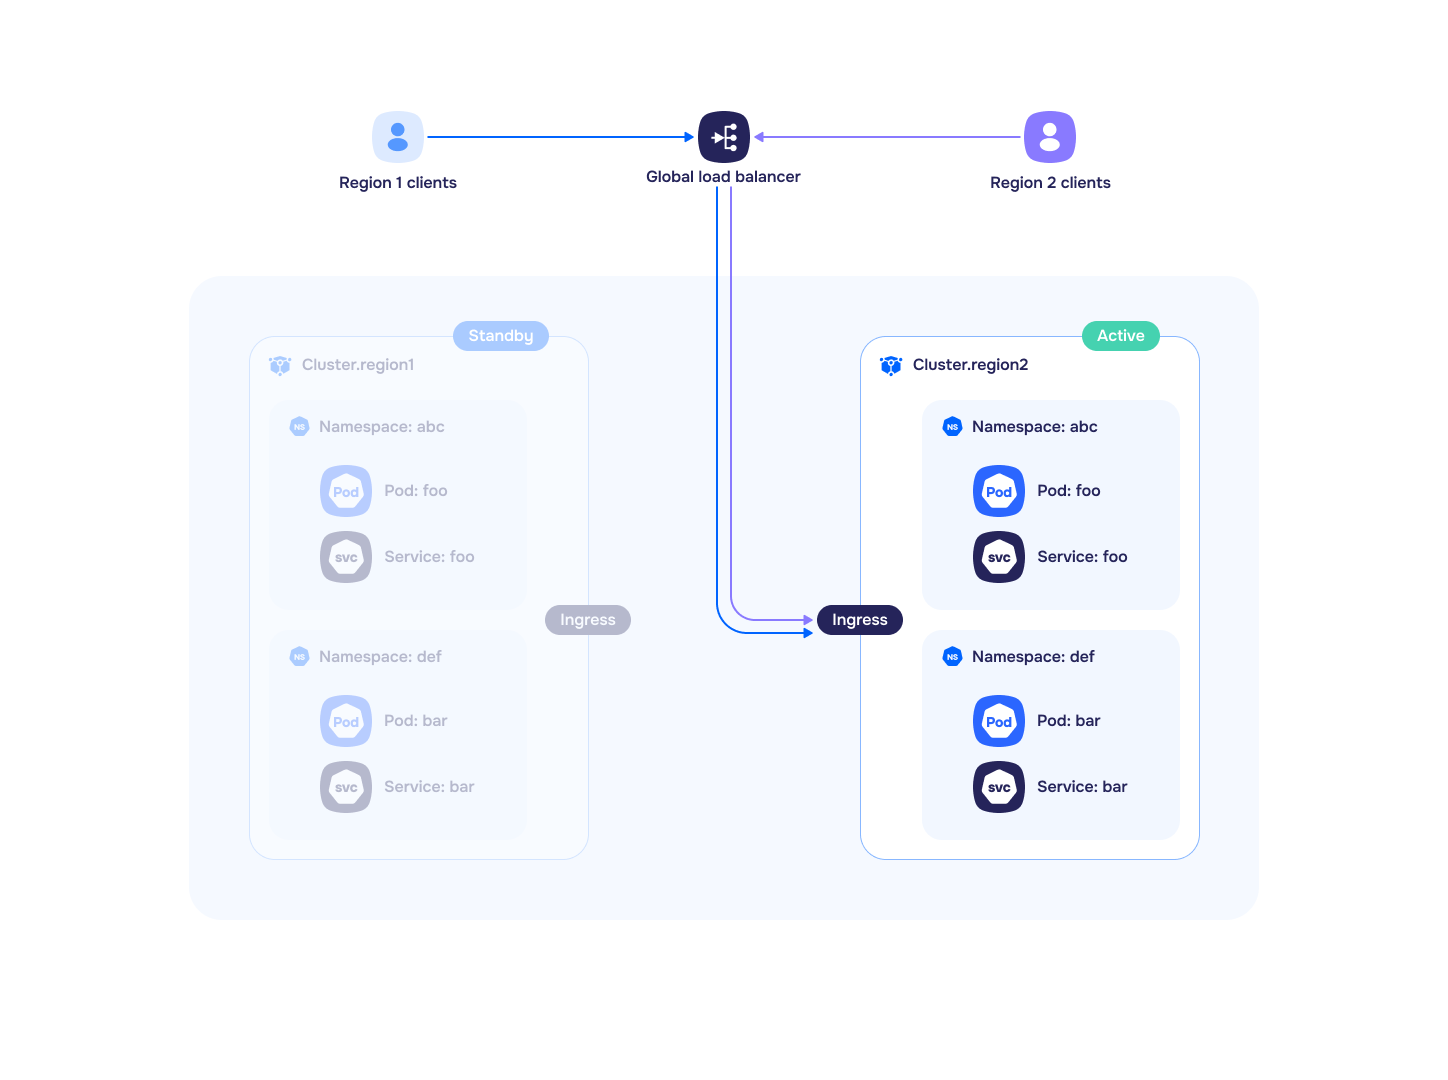 Region 1 clients
Global load balancer
Region 2 clients
Standby
Cluster.region1
NS Namespace: abc
Pod Pod: foo
svc Service: foo
Ingress
NS Namespace: def
Pod Pod: bar
svc Service: bar
Active
Cluster.region2
NS Namespace: abc
Pod Pod: foo
svc Service: foo
Ingress
NS Namespace: def
Pod Pod: bar
svc Service: bar